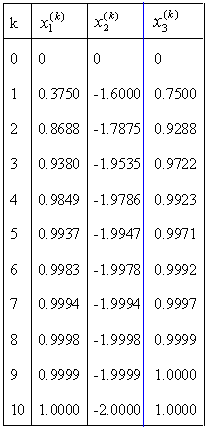 k x₁⁽ᵏ⁾ x₂⁽ᵏ⁾ x₃⁽ᵏ⁾
0 0 0 0
1 0.3750 -1.6000 0.7500
2 0.8688 -1.7875 0.9288
3 0.9380 -1.9535 0.9722
4 0.9849 -1.9786 0.9923
5 0.9937 -1.9947 0.9971
6 0.9983 -1.9978 0.9992
7 0.9994 -1.9994 0.9997
8 0.9998 -1.9998 0.9999
9 0.9999 -1.9999 1.0000
10 1.0000 -2.0000 1.0000